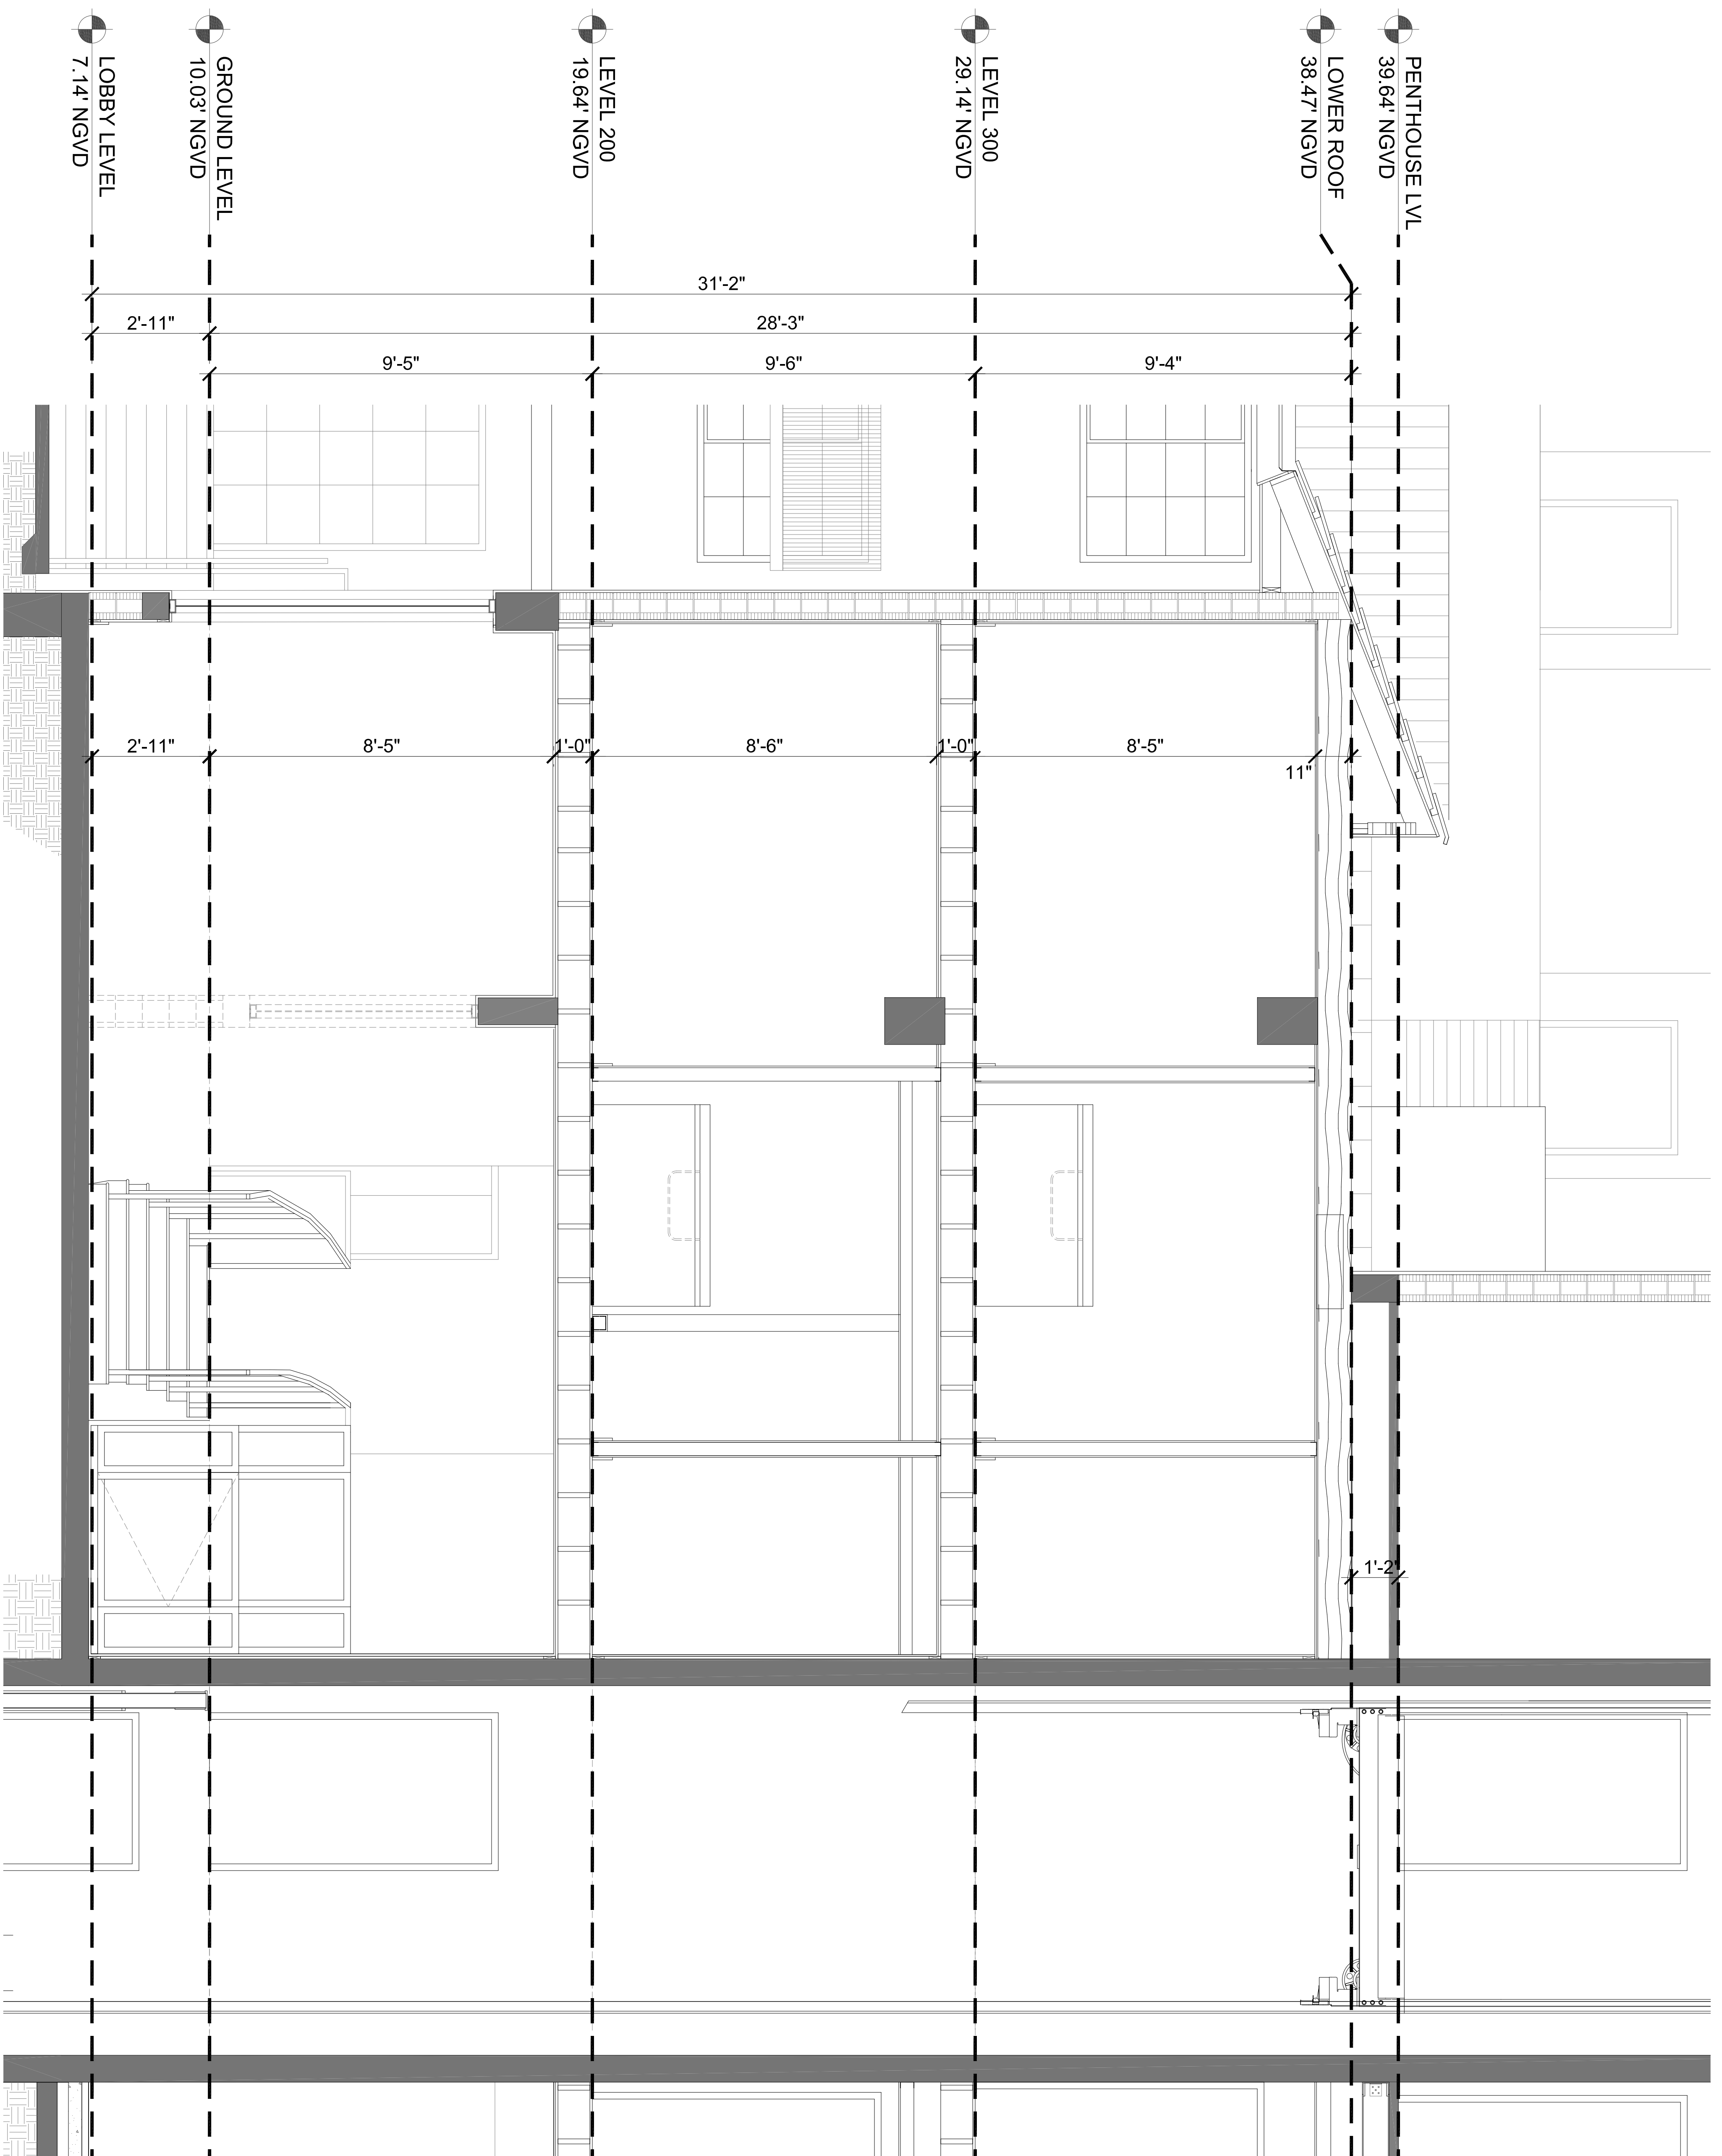 PENTHOUSE LVL
39.64' NGVD
LOWER ROOF
38.47' NGVD
LEVEL 300
29.14' NGVD
LEVEL 200
19.64' NGVD
GROUND LEVEL
10.03' NGVD
LOBBY LEVEL
7.14' NGVD
31'-2"
2'-11"
28'-3"
9'-5"
9'-6"
9'-4"
2'-11"
8'-5"
1'-0"
8'-6"
1'-0"
8'-5"
11"
1'-2"